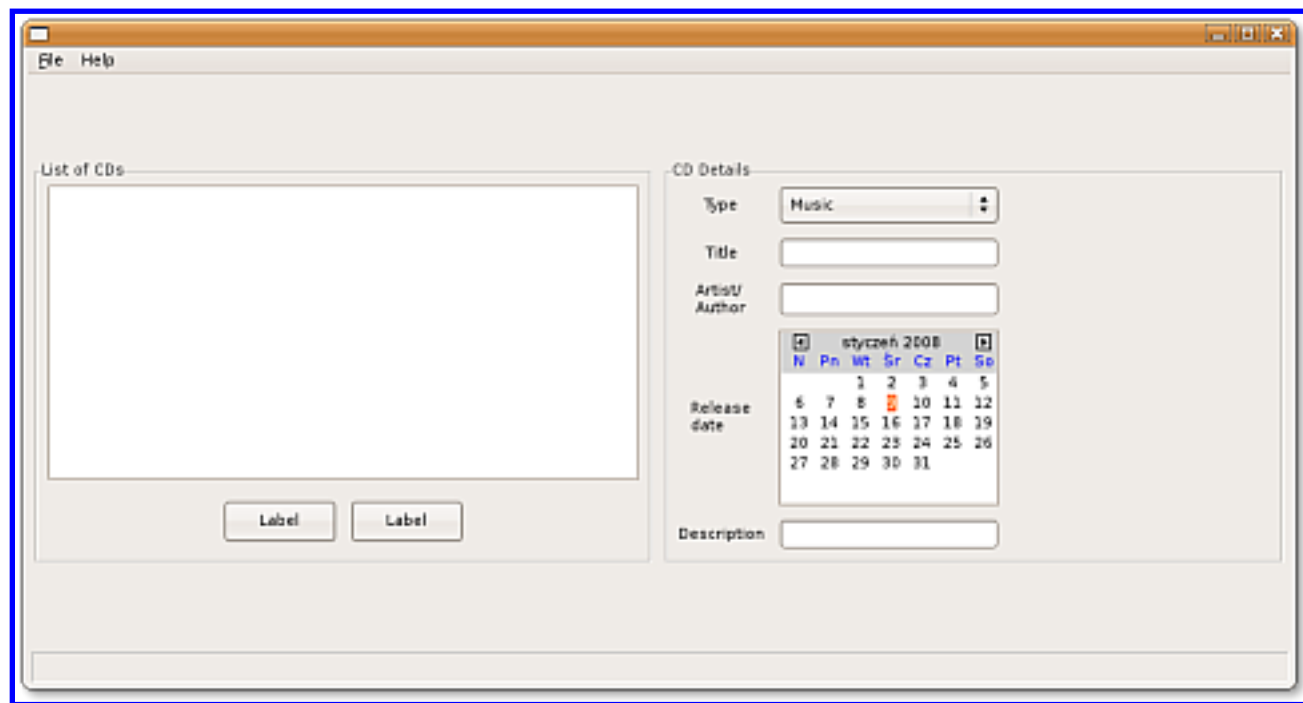 File Help
List of CDs
Label Label
CD Details
Type Music
Title
Artist/
Author
styczeń 2008
N Pn Wt Śr Cz Pt So
1 2 3 4 5
6 7 8 9 10 11 12
13 14 15 16 17 18 19
20 21 22 23 24 25 26
27 28 29 30 31
Release
date
Description